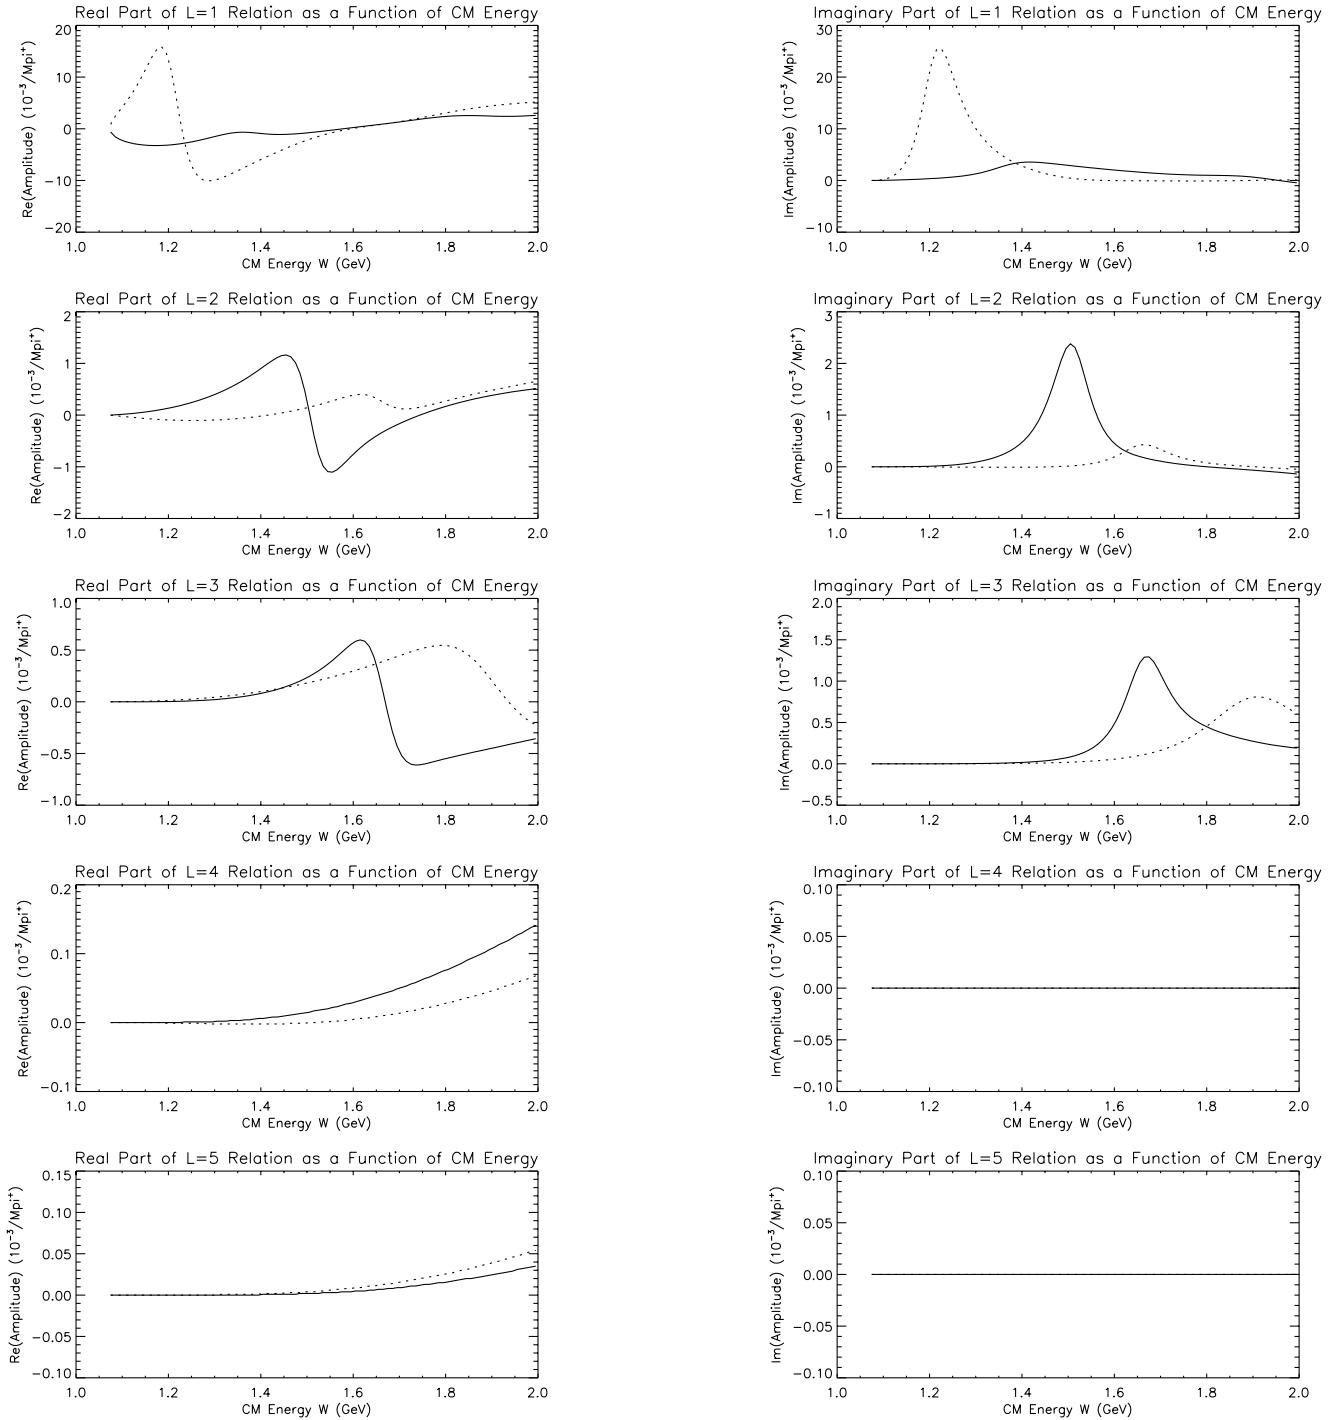 Real Part of L=1 Relation as a Function of CM Energy
Re(Amplitude) (10⁻³/Mpi⁺)
20
10
0
−10
−20
1.0 1.2 1.4 1.6 1.8 2.0
CM Energy W (GeV)
Imaginary Part of L=1 Relation as a Function of CM Energy
Im(Amplitude) (10⁻³/Mpi⁺)
30
20
10
0
−10
1.0 1.2 1.4 1.6 1.8 2.0
CM Energy W (GeV)
Real Part of L=2 Relation as a Function of CM Energy
Re(Amplitude) (10⁻³/Mpi⁺)
2
1
0
−1
−2
1.0 1.2 1.4 1.6 1.8 2.0
CM Energy W (GeV)
Imaginary Part of L=2 Relation as a Function of CM Energy
Im(Amplitude) (10⁻³/Mpi⁺)
3
2
1
0
−1
1.0 1.2 1.4 1.6 1.8 2.0
CM Energy W (GeV)
Real Part of L=3 Relation as a Function of CM Energy
Re(Amplitude) (10⁻³/Mpi⁺)
1.0
0.5
0.0
−0.5
−1.0
1.0 1.2 1.4 1.6 1.8 2.0
CM Energy W (GeV)
Imaginary Part of L=3 Relation as a Function of CM Energy
Im(Amplitude) (10⁻³/Mpi⁺)
2.0
1.5
1.0
0.5
0.0
−0.5
1.0 1.2 1.4 1.6 1.8 2.0
CM Energy W (GeV)
Real Part of L=4 Relation as a Function of CM Energy
Re(Amplitude) (10⁻³/Mpi⁺)
0.2
0.1
0.0
−0.1
1.0 1.2 1.4 1.6 1.8 2.0
CM Energy W (GeV)
Imaginary Part of L=4 Relation as a Function of CM Energy
Im(Amplitude) (10⁻³/Mpi⁺)
0.10
0.05
0.00
−0.05
−0.10
1.0 1.2 1.4 1.6 1.8 2.0
CM Energy W (GeV)
Real Part of L=5 Relation as a Function of CM Energy
Re(Amplitude) (10⁻³/Mpi⁺)
0.15
0.10
0.05
0.00
−0.05
−0.10
1.0 1.2 1.4 1.6 1.8 2.0
CM Energy W (GeV)
Imaginary Part of L=5 Relation as a Function of CM Energy
Im(Amplitude) (10⁻³/Mpi⁺)
0.10
0.05
0.00
−0.05
−0.10
1.0 1.2 1.4 1.6 1.8 2.0
CM Energy W (GeV)